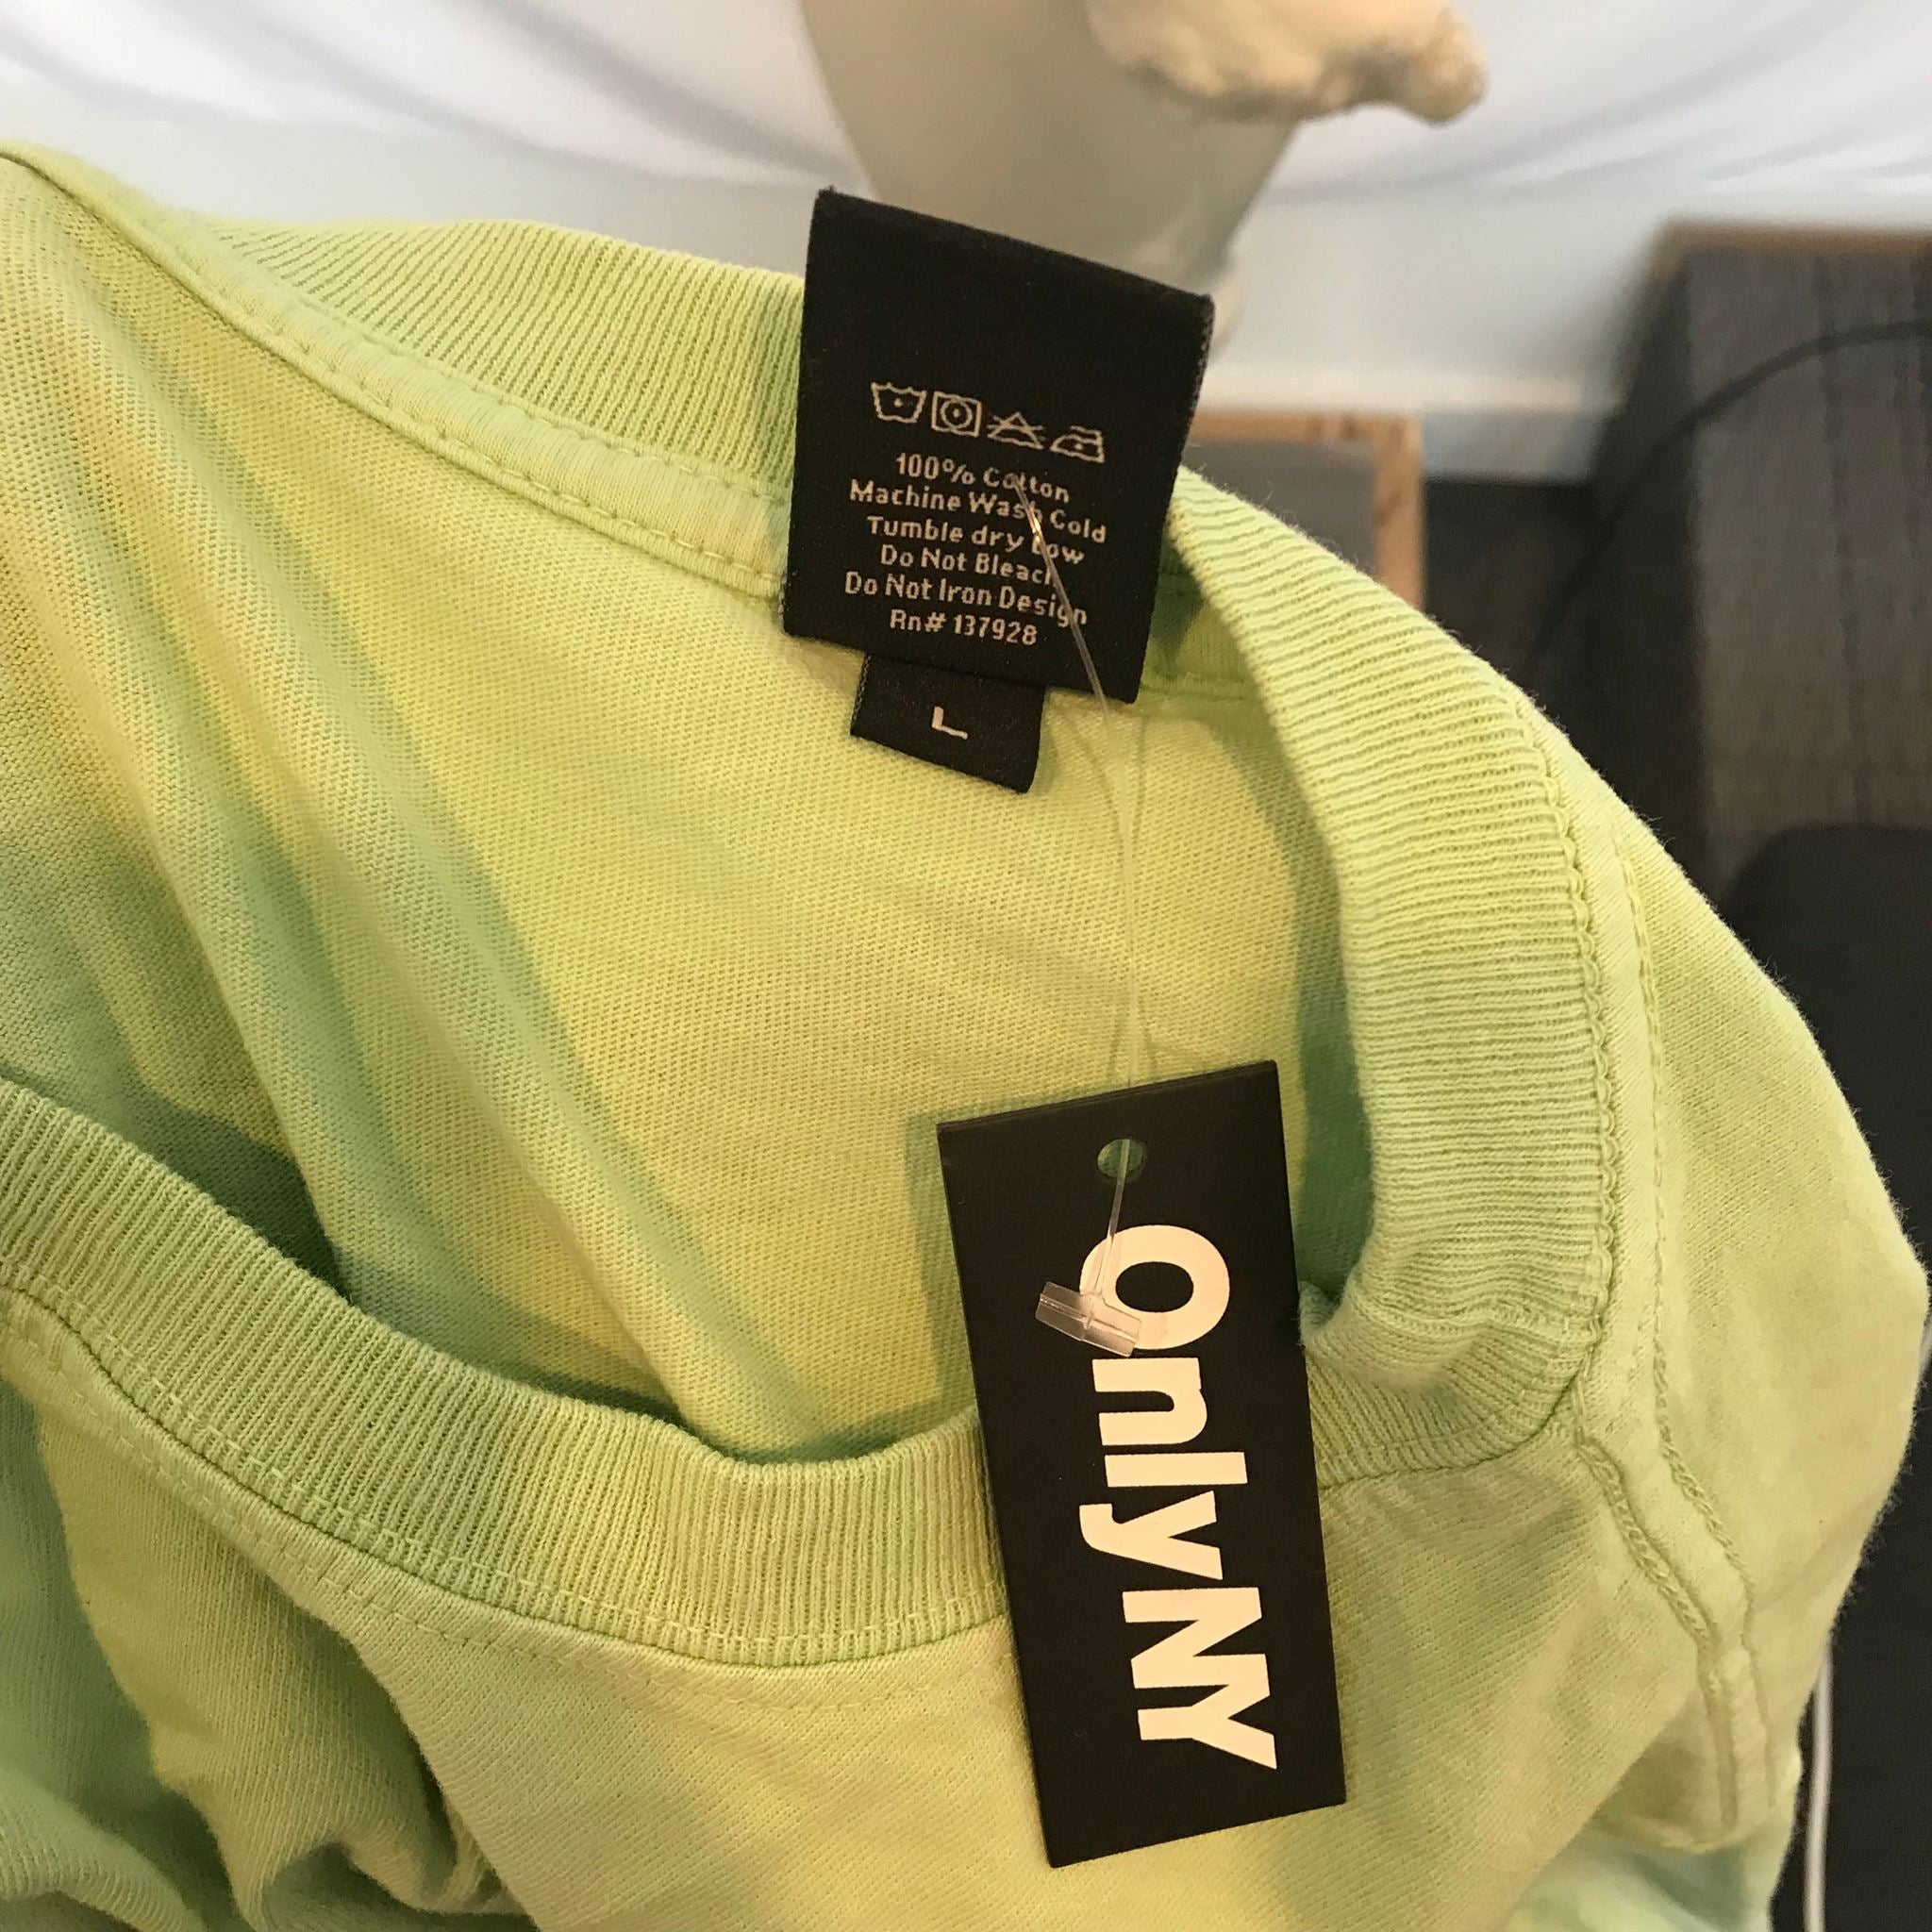 100% Cotton
Machine Wash Cold
Tumble dry Low
Do Not Bleach
Do Not Iron Design
Rn# 137928
L
OnlyNY